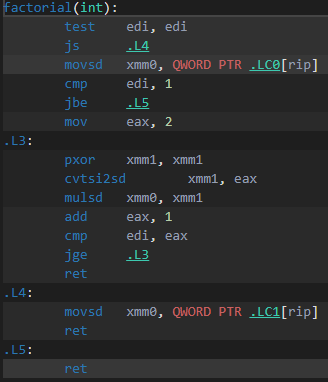 factorial(int):
test edi, edi
js .L4
movsd xmm0, QWORD PTR .LC0[rip]
cmp edi, 1
jbe .L5
mov eax, 2
.L3:
pxor xmm1, xmm1
cvtsi2sd xmm1, eax
mulsd xmm0, xmm1
add eax, 1
cmp edi, eax
jge .L3
ret
.L4:
movsd xmm0, QWORD PTR .LC1[rip]
ret
.L5:
ret